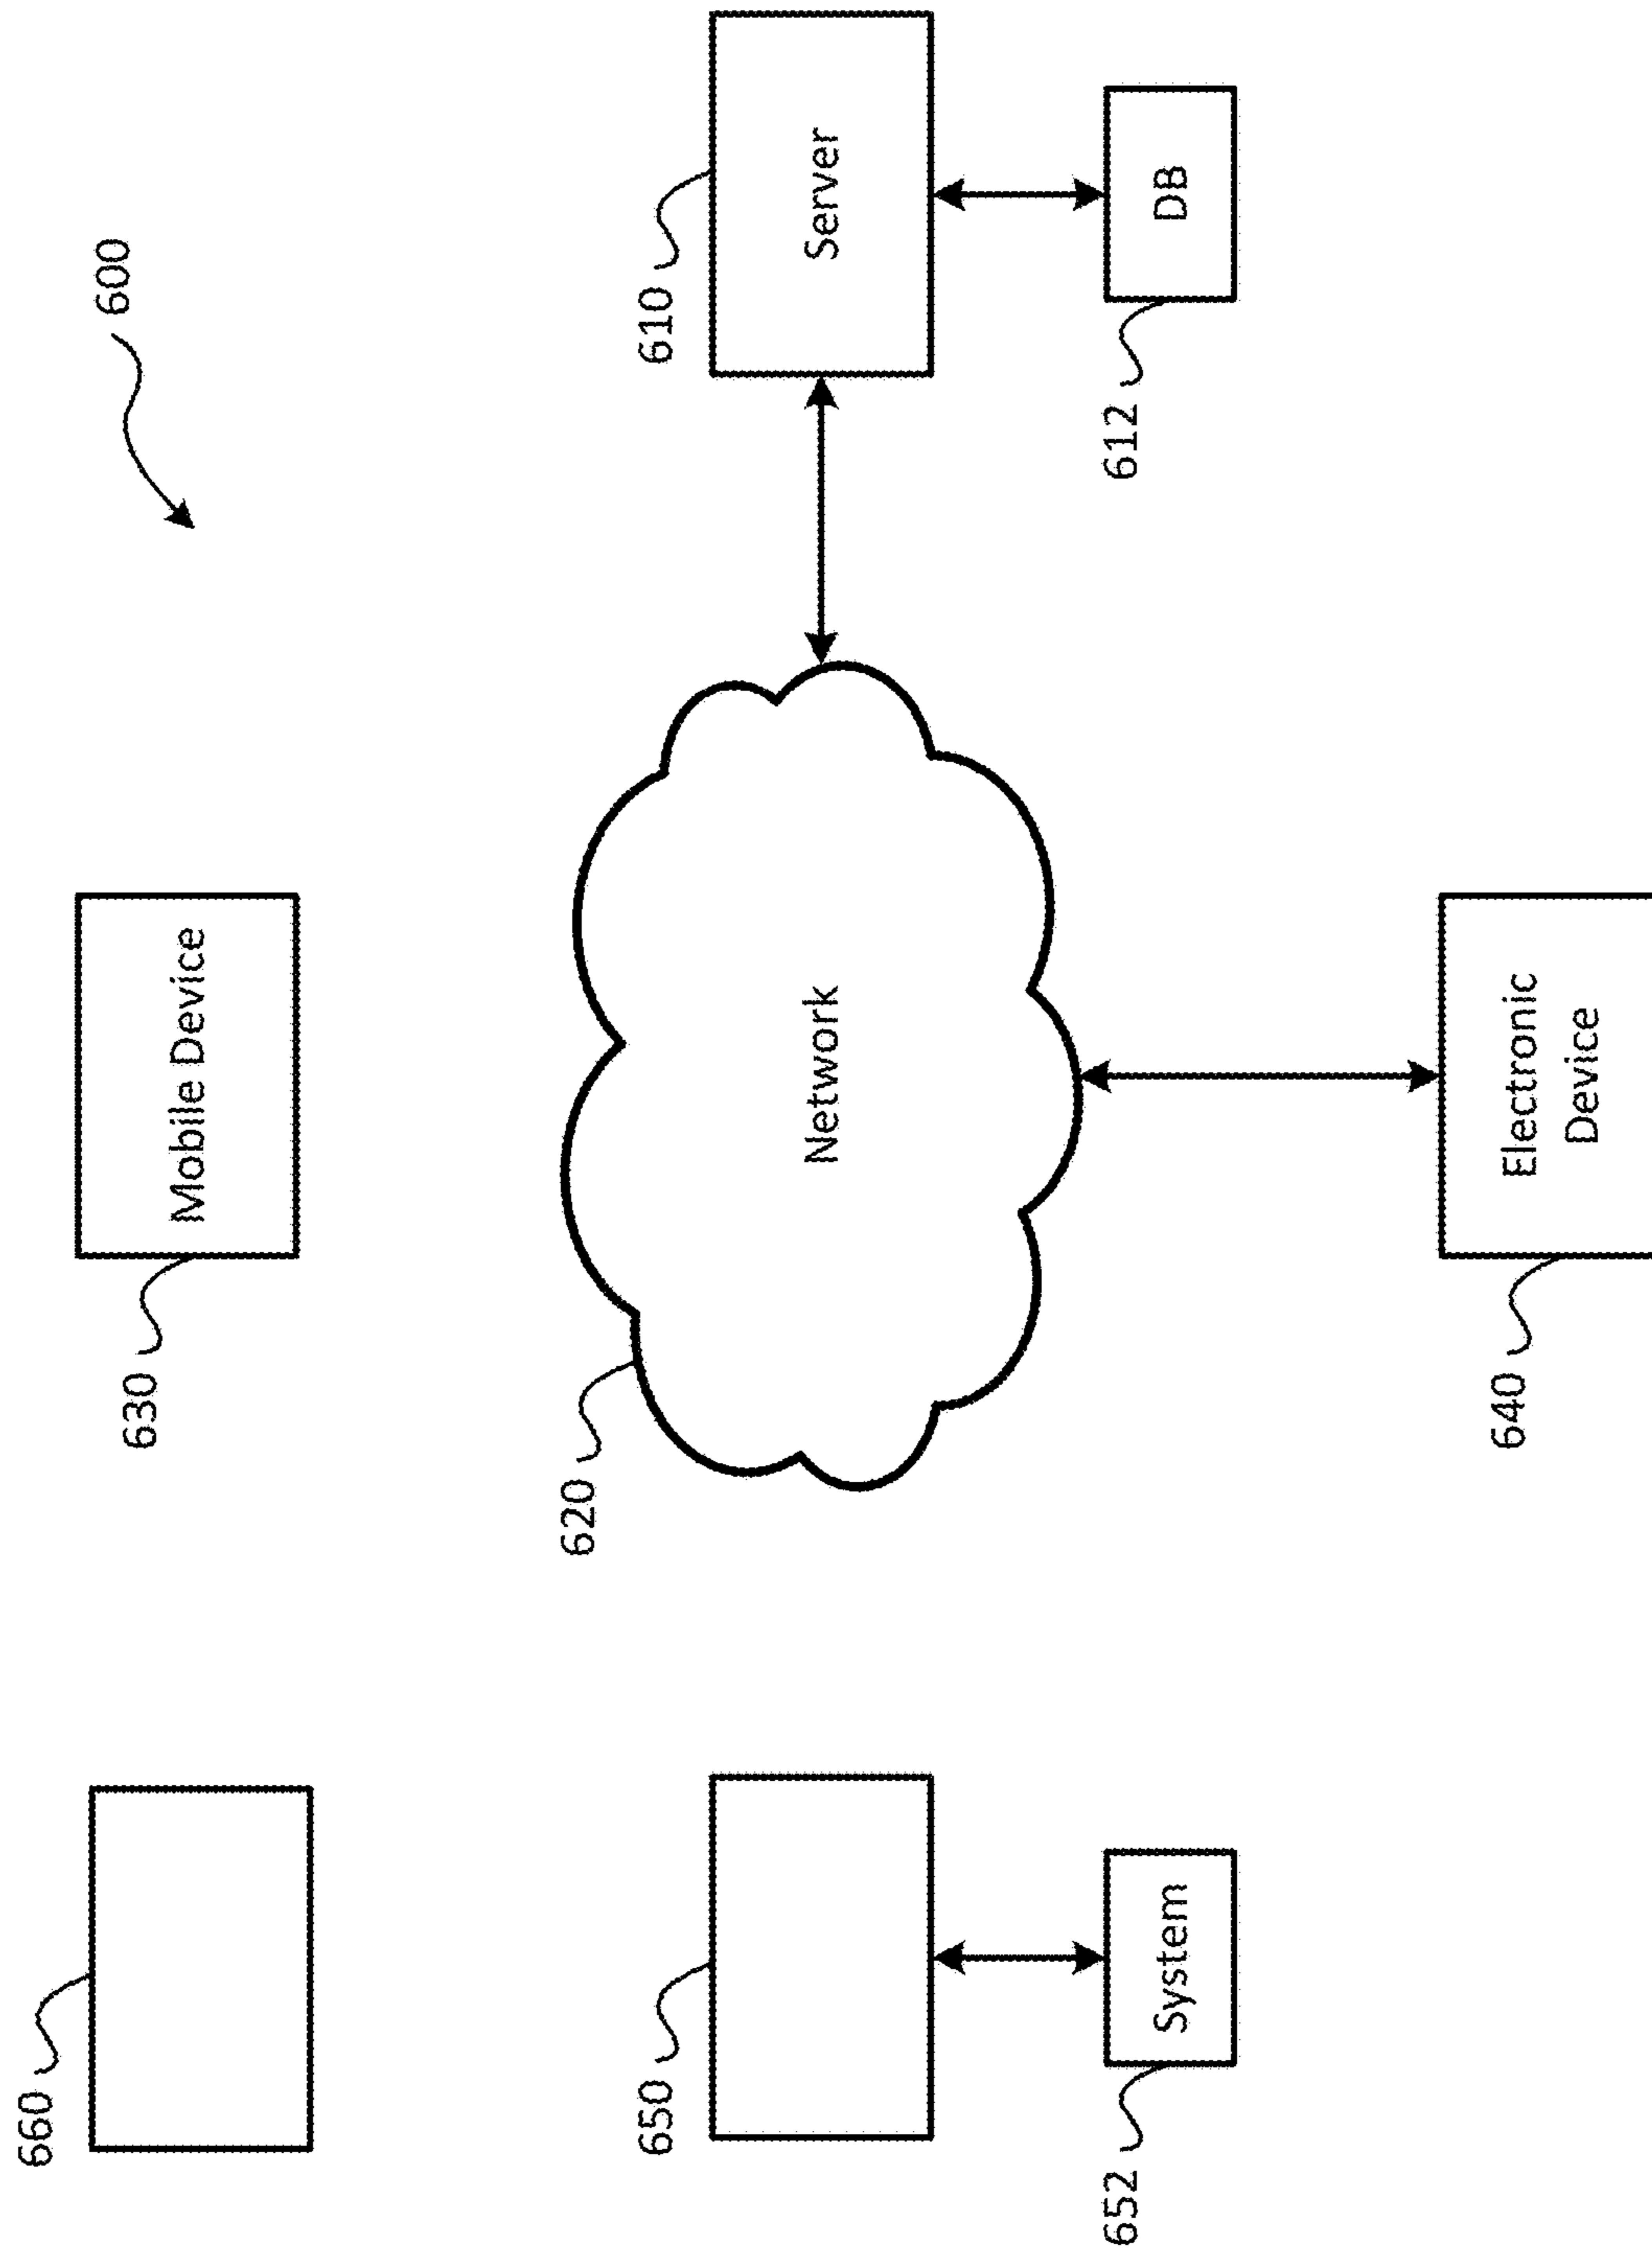 660
600
630
Mobile Device
620
650
610
Network
Server
652
System
612
DB
640
Electronic
Device